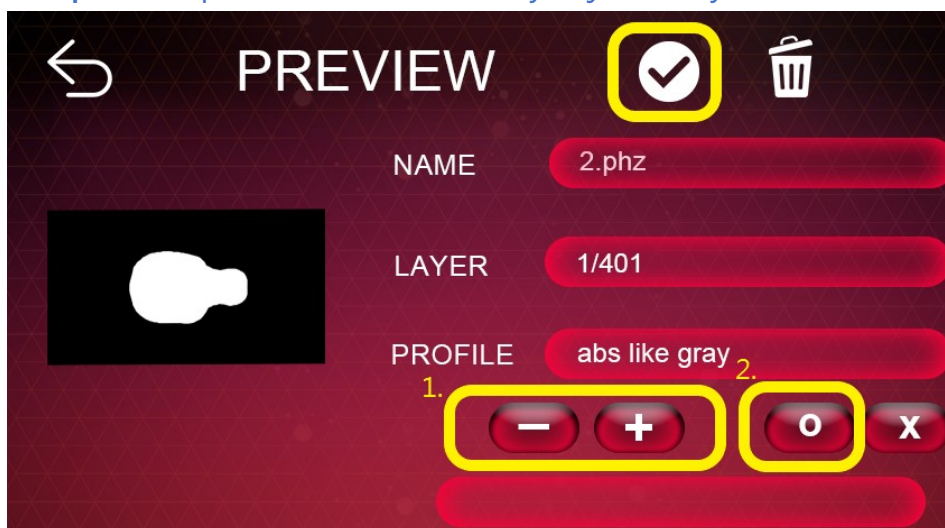 PREVIEW
NAME 2.phz
LAYER 1/401
PROFILE abs like gray
1. 2.
− + O X